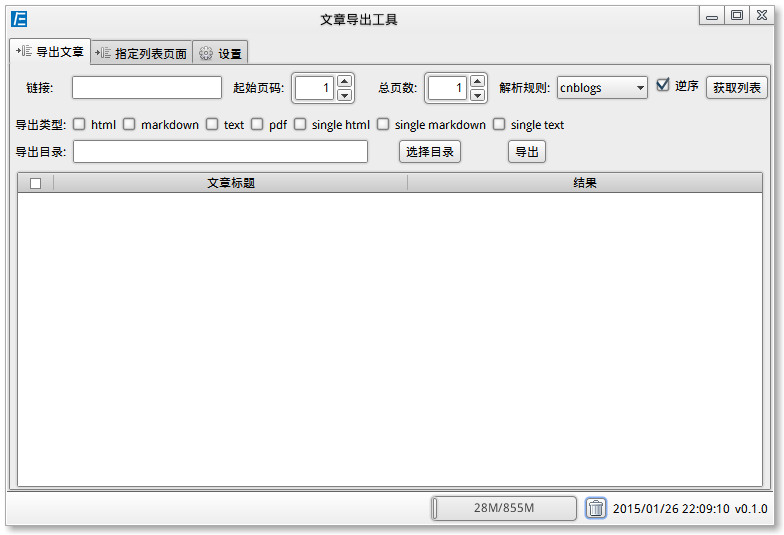 文章导出工具
导出文章 指定列表页面 设置
链接: 起始页码: 1 总页数: 1 解析规则: cnblogs 逆序 获取列表
导出类型: html markdown text pdf single html single markdown single text
导出目录: 选择目录 导出
文章标题 结果
28M/855M 2015/01/26 22:09:10 v0.1.0